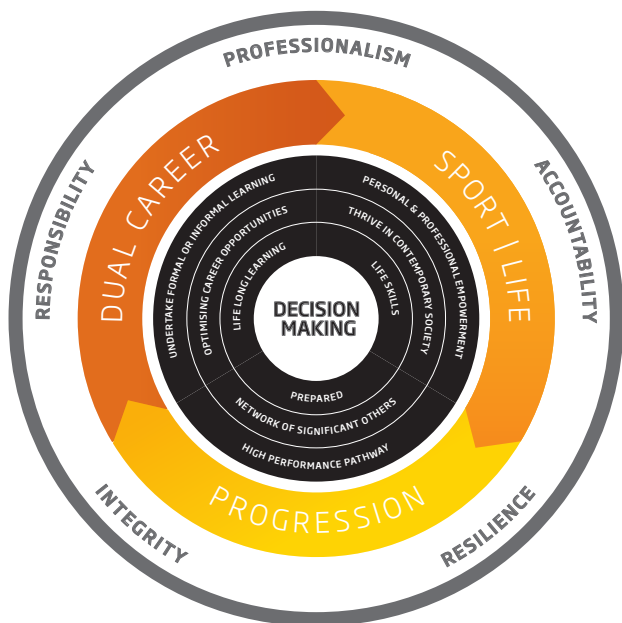 PROFESSIONALISM
ACCOUNTABILITY
RESILIENCE
INTEGRITY
RESPONSIBILITY
DUAL CAREER
SPORT | LIFE
PROGRESSION
UNDERTAKE FORMAL OR INFORMAL LEARNING
OPTIMISING CAREER OPPORTUNITIES
LIFE LONG LEARNING
PERSONAL & PROFESSIONAL EMPOWERMENT
THRIVE IN CONTEMPORARY SOCIETY
LIFE SKILLS
DECISION
MAKING
PREPARED
NETWORK OF SIGNIFICANT OTHERS
HIGH PERFORMANCE PATHWAY